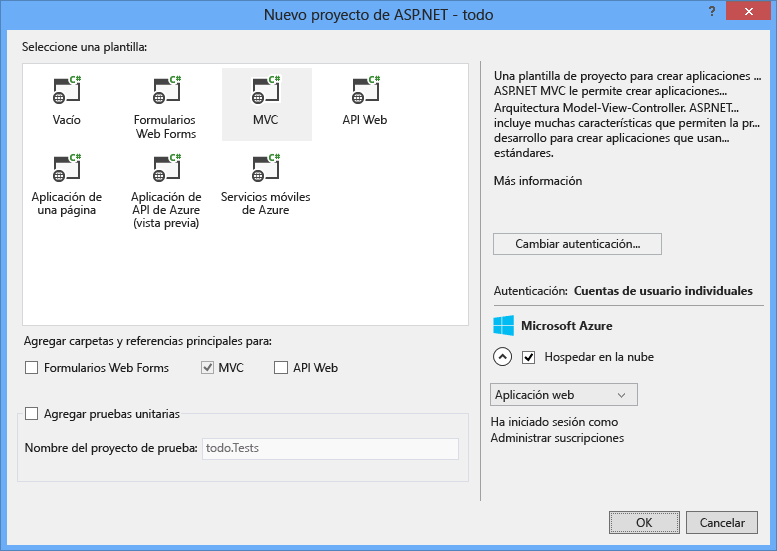 Nuevo proyecto de ASP.NET - todo
?
Seleccione una plantilla:
C#
C#
C#
C#
Vacío
Formularios
Web Forms
MVC
API Web
C#
C#
C#
Aplicación de
una página
Aplicación de
API de Azure
(vista previa)
Servicios móviles
de Azure
Agregar carpetas y referencias principales para:
Formularios Web Forms
MVC
API Web
Agregar pruebas unitarias
Nombre del proyecto de prueba:
todo.Tests
Una plantilla de proyecto para crear aplicaciones ...
ASP.NET MVC le permite crear aplicaciones...
Arquitectura Model-View-Controller. ASP.NET...
incluye muchas características que permiten la pr...
desarrollo para crear aplicaciones que usan...
estándares.
Más información
Cambiar autenticación...
Autenticación: Cuentas de usuario individuales
Microsoft Azure
Hospedar en la nube
Aplicación web
Ha iniciado sesión como
Administrar suscripciones
OK
Cancelar